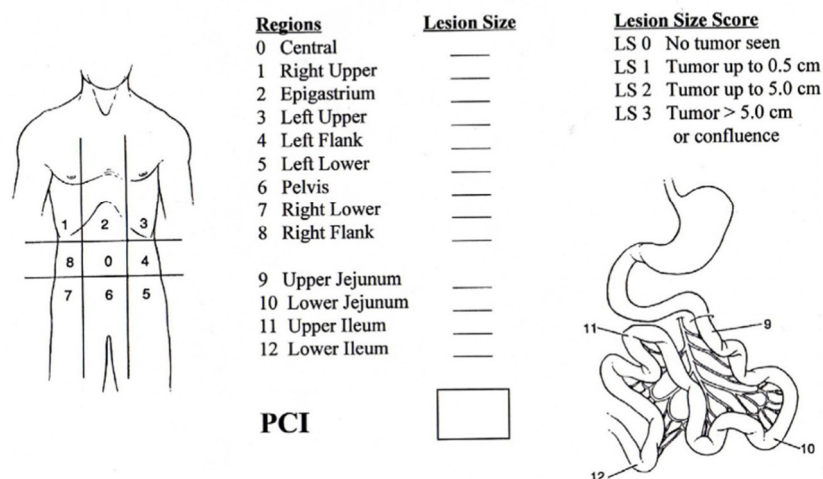 Regions Lesion Size
0 Central
1 Right Upper
2 Epigastrium
3 Left Upper
4 Left Flank
5 Left Lower
6 Pelvis
7 Right Lower
8 Right Flank
9 Upper Jejunum
10 Lower Jejunum
11 Upper Ileum
12 Lower Ileum
PCI
Lesion Size Score
LS 0 No tumor seen
LS 1 Tumor up to 0.5 cm
LS 2 Tumor up to 5.0 cm
LS 3 Tumor > 5.0 cm
or confluence
1 2 3
8 0 4
7 6 5
11 9
10
12